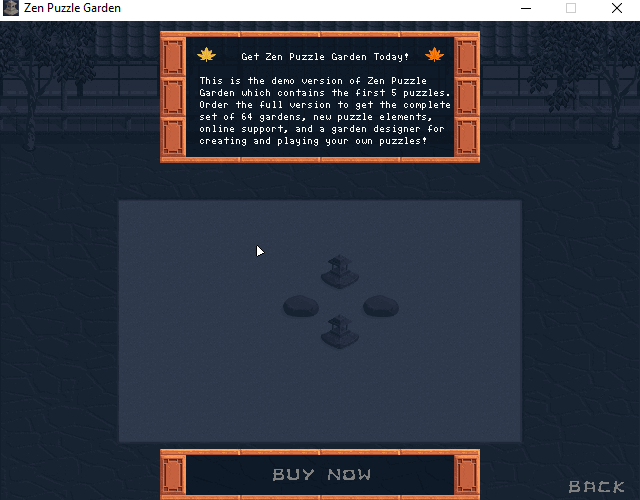 Zen Puzzle Garden
Get Zen Puzzle Garden Today!
This is the demo version of Zen Puzzle
Garden which contains the first 5 puzzles.
Order the full version to get the complete
set of 64 gardens, new puzzle elements,
online support, and a garden designer for
creating and playing your own puzzles!
BUY NOW
BACK